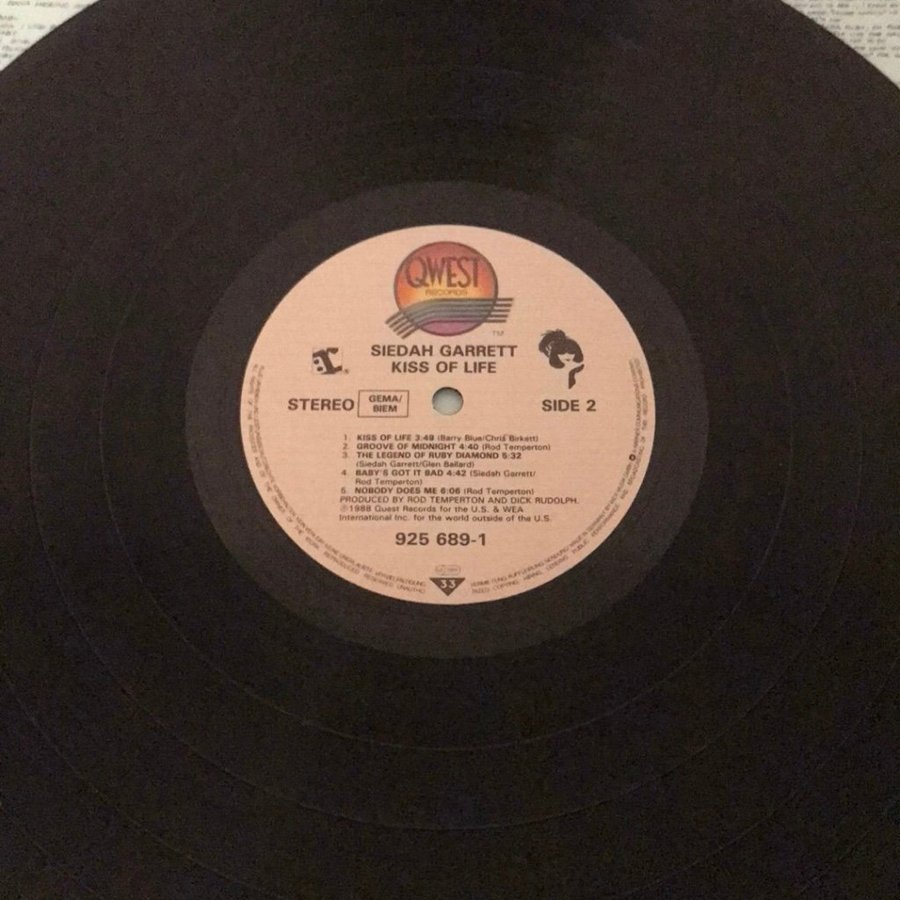 QWEST
RECORDS
TM
SIEDAH GARRETT
KISS OF LIFE
STEREO GEMA/
BIEM
SIDE 2
1. KISS OF LIFE 3:49 (Barry Blue/Chris Birkett)
2. GROOVE OF MIDNIGHT 4:40 (Rod Temperton)
3. THE LEGEND OF RUBY DIAMOND 5:32
(Siedah Garrett/Glen Ballard)
4. BABY'S GOT IT BAD 4:42 (Siedah Garrett/
Rod Temperton)
5. NOBODY DOES ME 6:06 (Rod Temperton)
PRODUCED BY ROD TEMPERTON AND DICK RUDOLPH.
℗1988 Qwest Records for the U.S. & WEA
International Inc. for the world outside of the U.S.
925 689-1
33